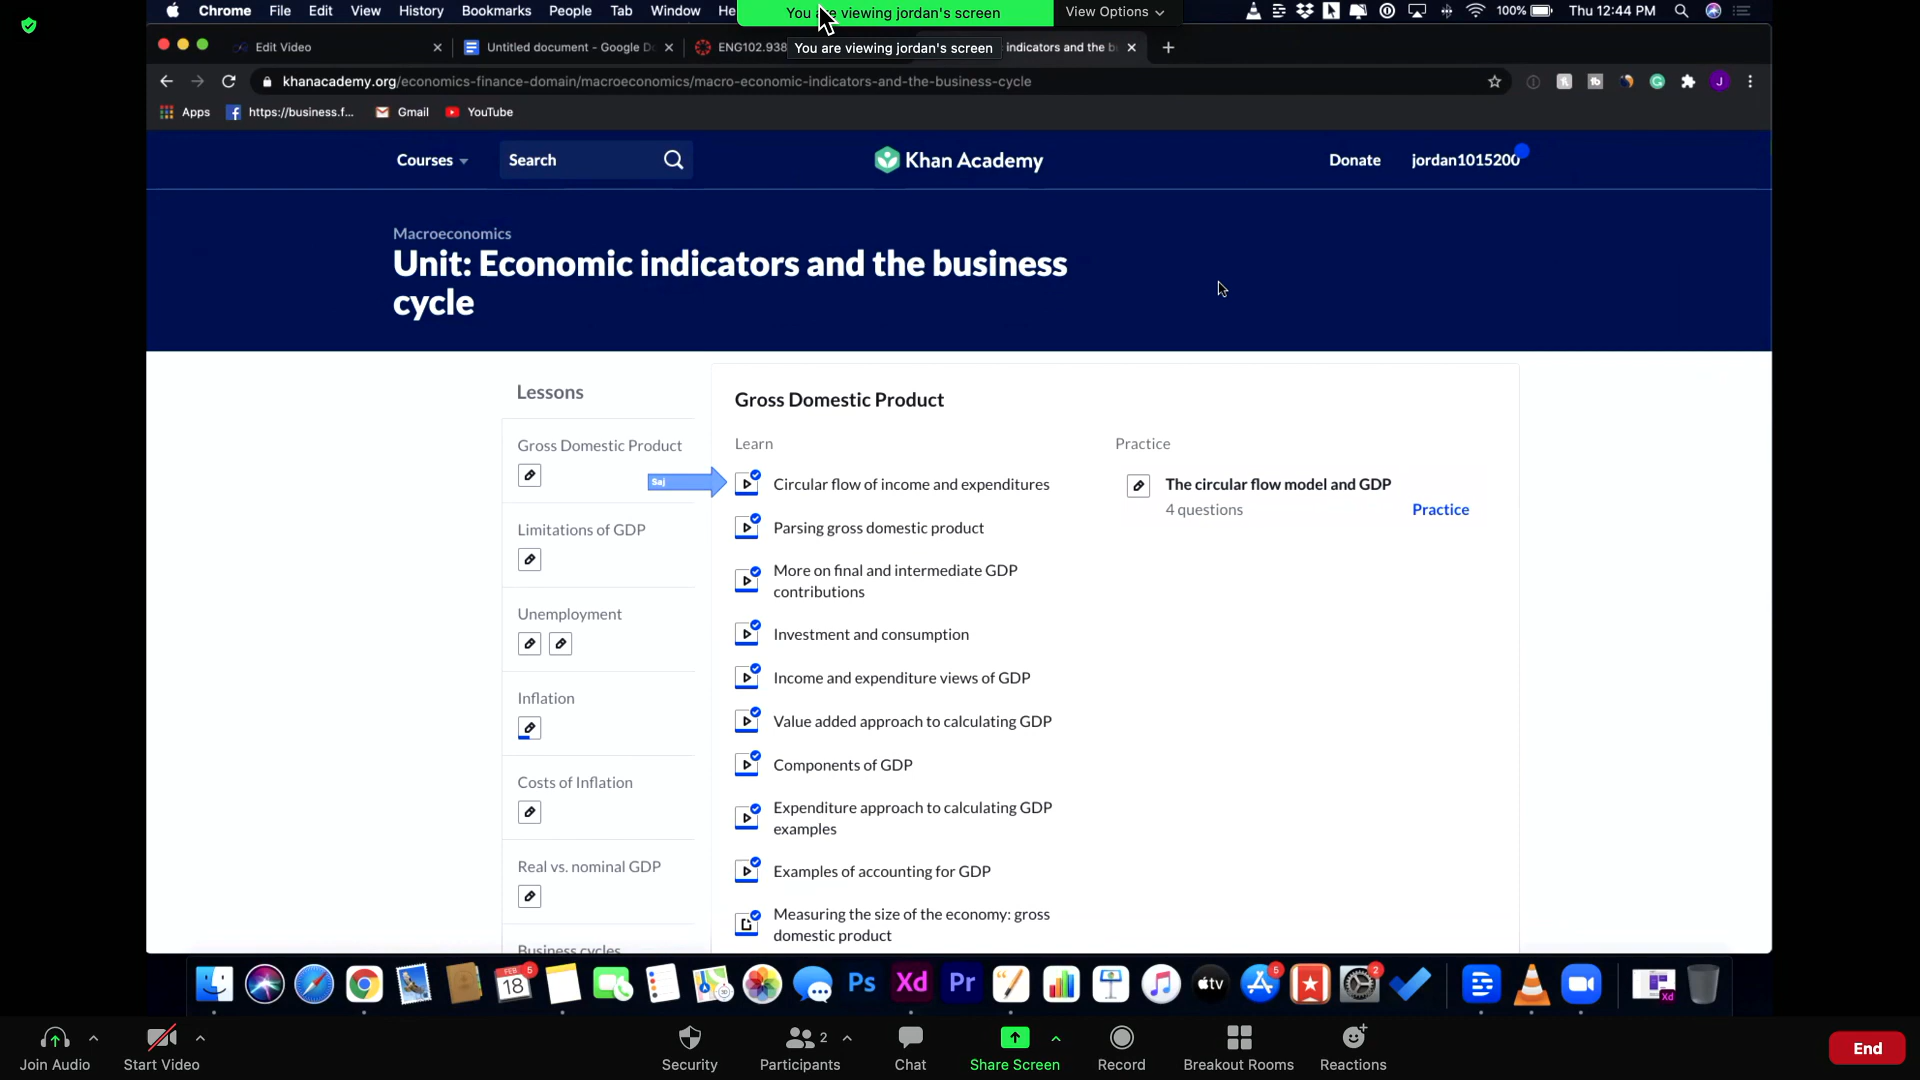 Chrome File Edit View History Bookmarks People Tab Window He
You are viewing jordan's screen
View Options
100% Thu 12:44 PM
Edit Video
Untitled document - Google D
ENG102.938
You are viewing jordan's screen
indicators and the b
khanacademy.org/economics-finance-domain/macroeconomics/macro-economic-indicators-and-the-business-cycle
J
Apps https://business.f... Gmail YouTube
Courses Search Khan Academy Donate jordan1015200
Macroeconomics
Unit: Economic indicators and the business
cycle
Lessons
Gross Domestic Product
Limitations of GDP
Unemployment
Inflation
Costs of Inflation
Real vs. nominal GDP
Business cycles
Gross Domestic Product
Learn
Saj
Circular flow of income and expenditures
Parsing gross domestic product
More on final and intermediate GDP
contributions
Investment and consumption
Income and expenditure views of GDP
Value added approach to calculating GDP
Components of GDP
Expenditure approach to calculating GDP
examples
Examples of accounting for GDP
Measuring the size of the economy: gross
domestic product
Practice
The circular flow model and GDP
4 questions
Practice
FEB 5
18
Ps Xd Pr tv 5 2 Xd
Join Audio Start Video Security Participants 2 Chat Share Screen Record Breakout Rooms Reactions End